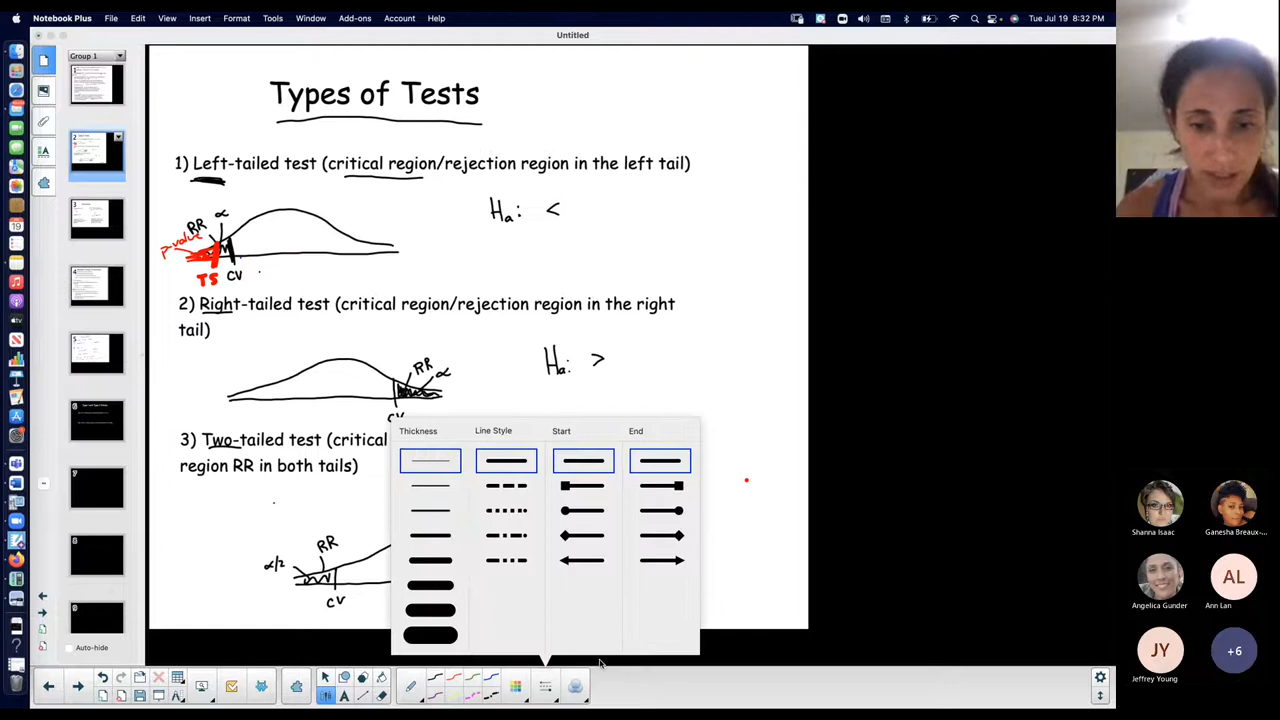 Notebook Plus File Edit View Insert Format Tools Window Add-ons Account Help
Tue Jul 19 8:32 PM
Untitled
Group 1
Types of Tests
1) Left-tailed test (critical region/rejection region in the left tail)
Ha: <
α
RR
p-value
TS
CV
2) Right-tailed test (critical region/rejection region in the right
tail)
Ha: >
RR
α
CV
3) Two-tailed test (critical
region RR in both tails)
RR
α/2
CV
Thickness Line Style Start End
Auto-hide
Shanna Isaac
Ganesha Breaux-...
Angelica Gunder
AL
Ann Lan
JY
Jeffrey Young
+6